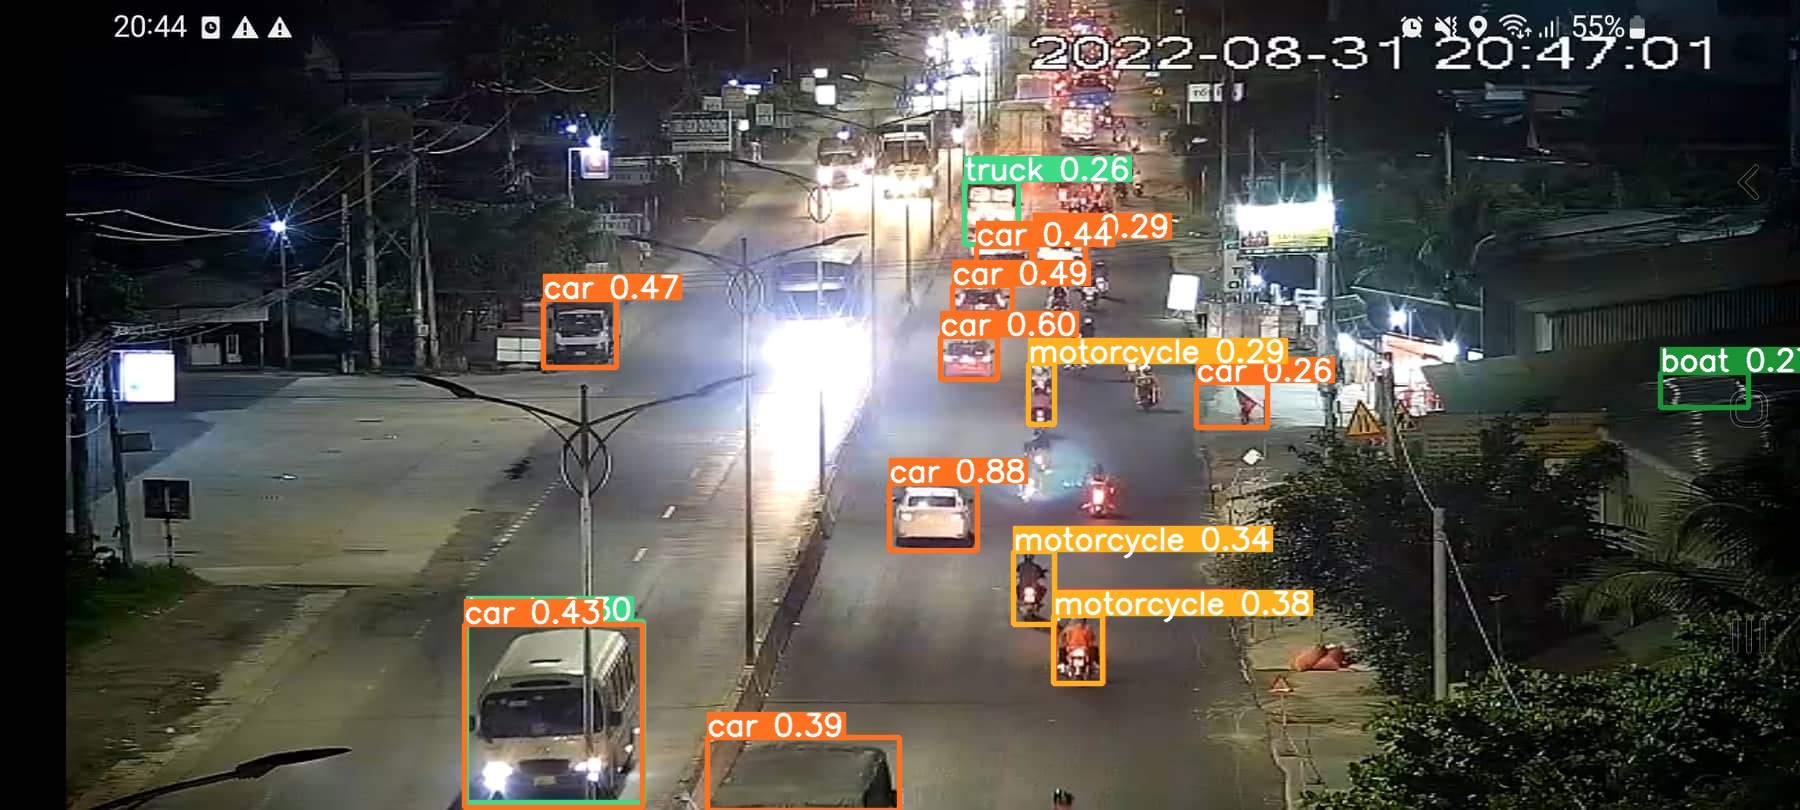 20:44
55%
2022-08-31 20:47:01
truck 0.26
0.29
car 0.44
car 0.49
car 0.47
car 0.60
motorcycle 0.29
car 0.26
boat 0.2
car 0.88
motorcycle 0.34
motorcycle 0.38
car 0.43
car 0.39